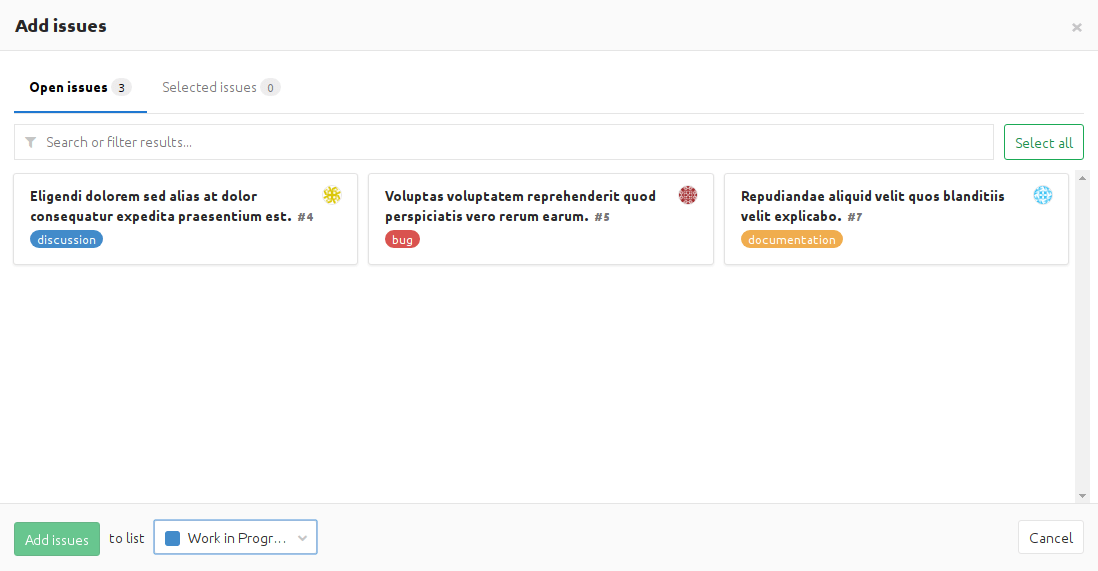 Add issues
×
Open issues 3 Selected issues 0
Search or filter results...
Select all
Eligendi dolorem sed alias at dolor
consequatur expedita praesentium est. #4
discussion
Voluptas voluptatem reprehenderit quod
perspiciatis vero rerum earum. #5
bug
Repudiandae aliquid velit quos blanditiis
velit explicabo. #7
documentation
Add issues to list Work in Progr... Cancel